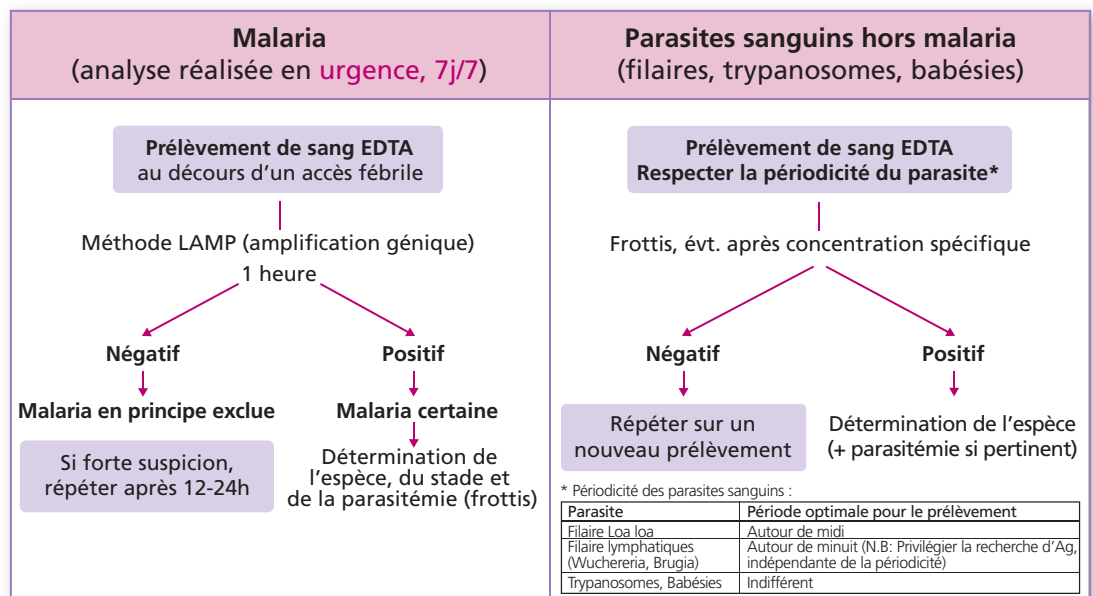 Malaria
(analyse réalisée en urgence, 7j/7)
Prélèvement de sang EDTA
au décours d'un accès fébrile
Méthode LAMP (amplification génique)
1 heure
Négatif
Positif
Malaria en principe exclue
Malaria certaine
Si forte suspicion,
répéter après 12-24h
Détermination de
l'espèce, du stade et
de la parasitémie (frottis)
Parasites sanguins hors malaria
(filaires, trypanosomes, babésies)
Prélèvement de sang EDTA
Respecter la périodicité du parasite*
Frottis, évt. après concentration spécifique
Négatif
Positif
Répéter sur un
nouveau prélèvement
Détermination de l'espèce
(+ parasitémie si pertinent)
* Périodicité des parasites sanguins :
Parasite Période optimale pour le prélèvement
Filaire Loa loa Autour de midi
Filaire lymphatiques Autour de minuit (N.B: Privilégier la recherche d'Ag,
(Wuchereria, Brugia) indépendante de la périodicité)
Trypanosomes, Babésies Indifférent